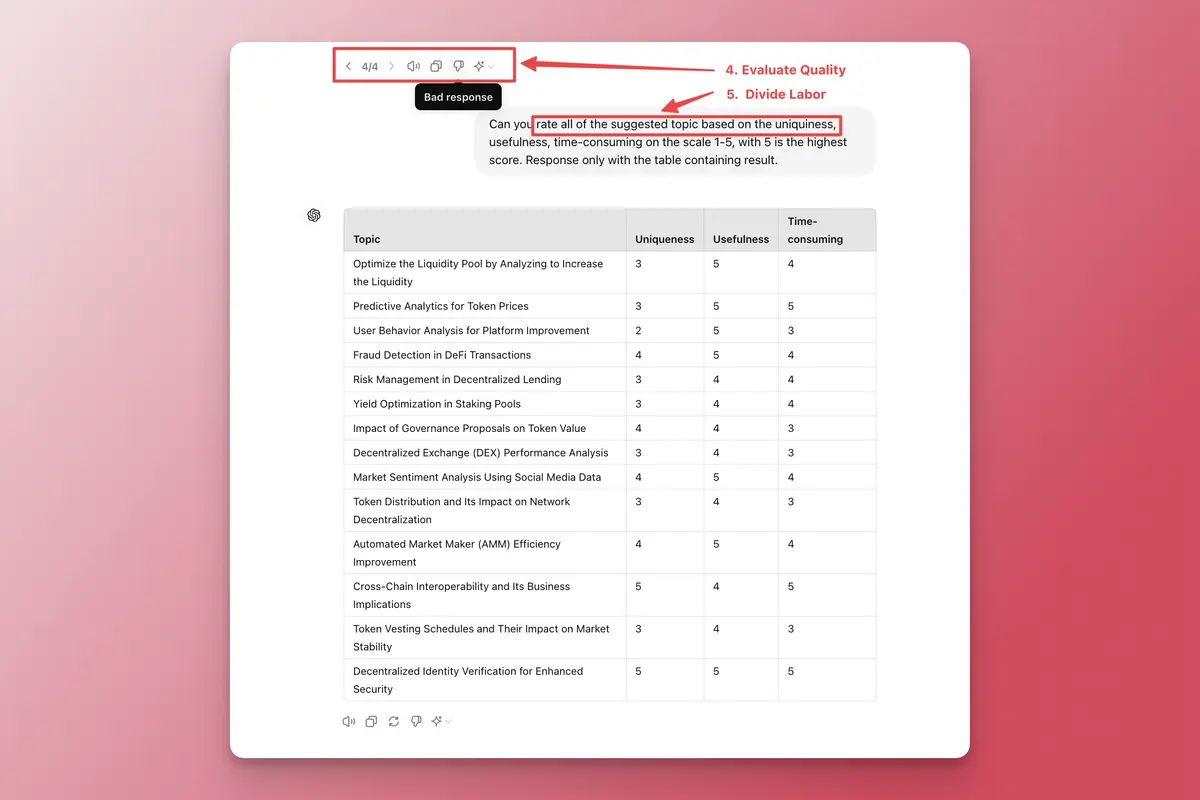 4/4
4. Evaluate Quality
Bad response
5. Divide Labor
Can you rate all of the suggested topic based on the uniquiness,
usefulness, time-consuming on the scale 1-5, with 5 is the highest
score. Response only with the table containing result.
Topic Uniqueness Usefulness Time-
consuming
Optimize the Liquidity Pool by Analyzing to Increase 3 5 4
the Liquidity
Predictive Analytics for Token Prices 3 5 5
User Behavior Analysis for Platform Improvement 2 5 3
Fraud Detection in DeFi Transactions 4 5 4
Risk Management in Decentralized Lending 3 4 4
Yield Optimization in Staking Pools 3 4 4
Impact of Governance Proposals on Token Value 4 4 3
Decentralized Exchange (DEX) Performance Analysis 3 4 3
Market Sentiment Analysis Using Social Media Data 4 5 4
Token Distribution and Its Impact on Network 3 4 3
Decentralization
Automated Market Maker (AMM) Efficiency 4 5 4
Improvement
Cross-Chain Interoperability and Its Business 5 4 5
Implications
Token Vesting Schedules and Their Impact on Market 3 4 3
Stability
Decentralized Identity Verification for Enhanced 5 5 5
Security